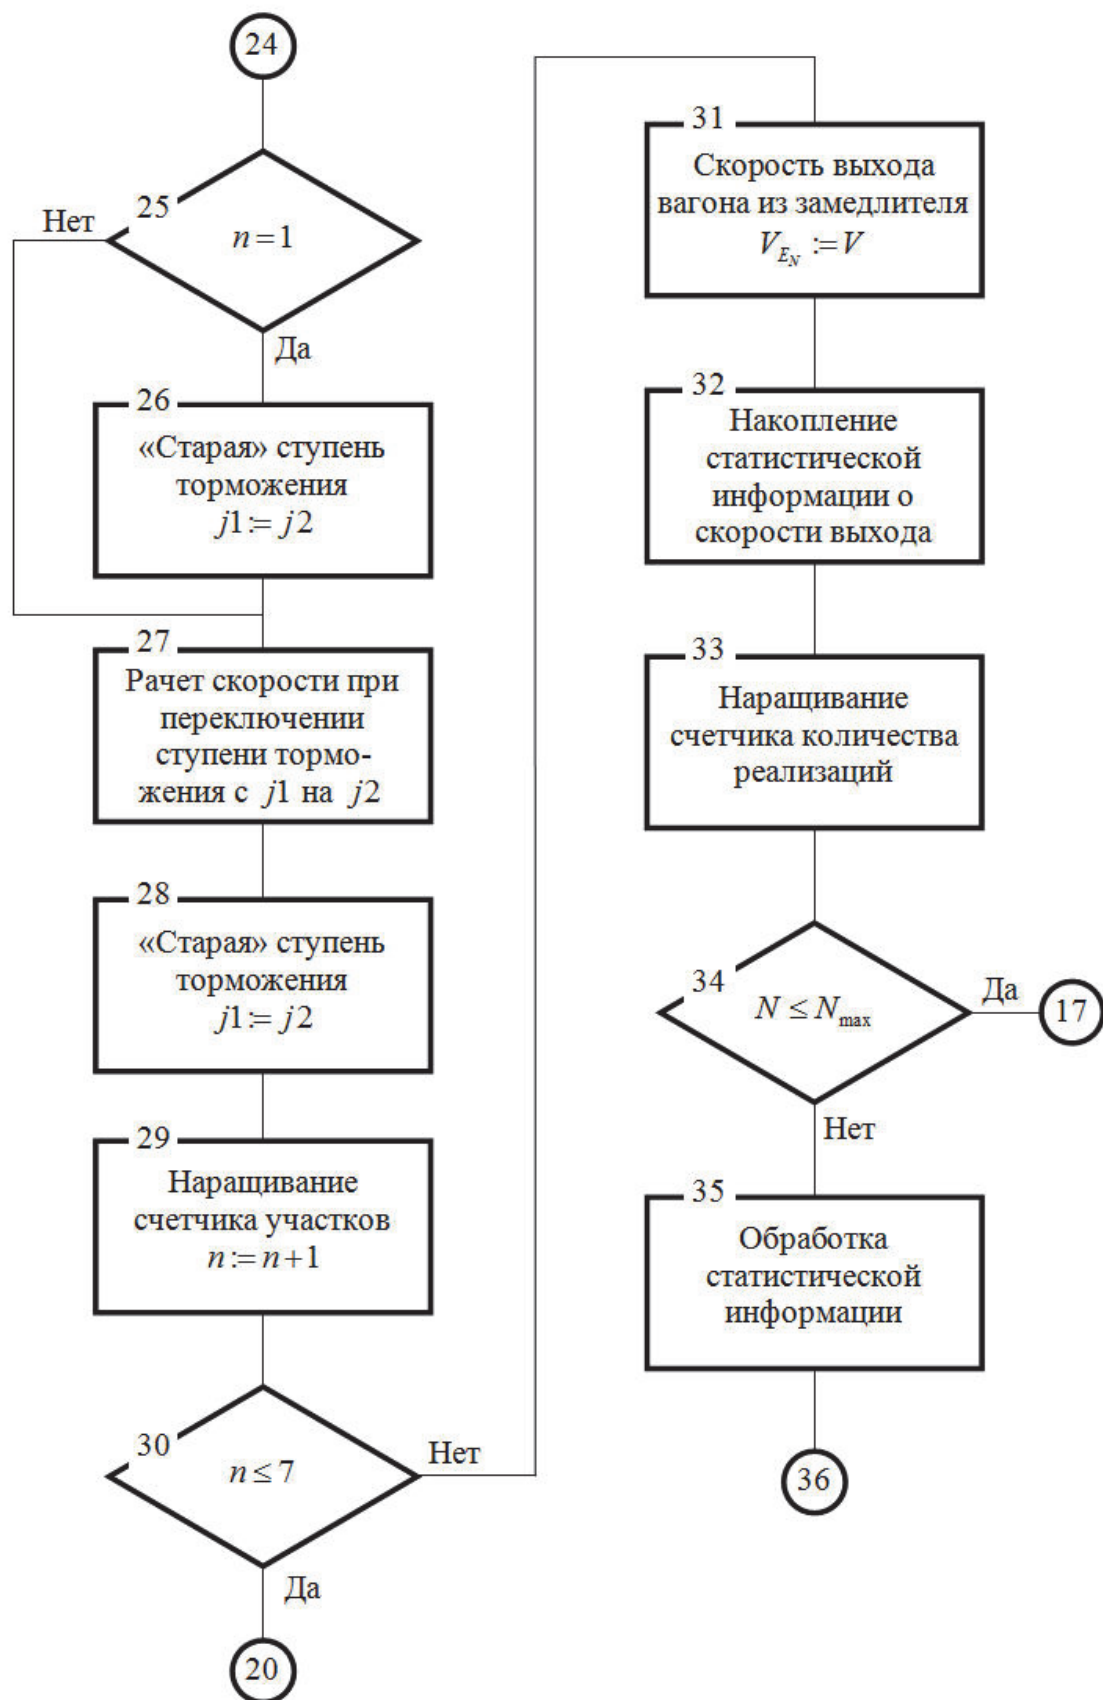 24
25
Нет
n = 1
Да
26
«Старая» ступень
торможения
j1 := j2
27
Рачет скорости при
переключении
ступени тормо-
жения с j1 на j2
28
«Старая» ступень
торможения
j1 := j2
29
Наращивание
счетчика участков
n := n+1
30
Нет
n ≤ 7
Да
20
31
Скорость выхода
вагона из замедлителя
V_{E_N} := V
32
Накопление
статистической
информации о
скорости выхода
33
Наращивание
счетчика количества
реализаций
34
Да
N ≤ N_{max}
17
Нет
35
Обработка
статистической
информации
36